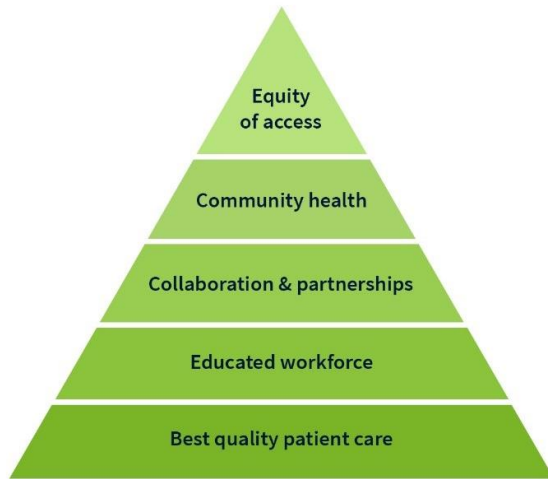 Equity
of access
Community health
Collaboration & partnerships
Educated workforce
Best quality patient care